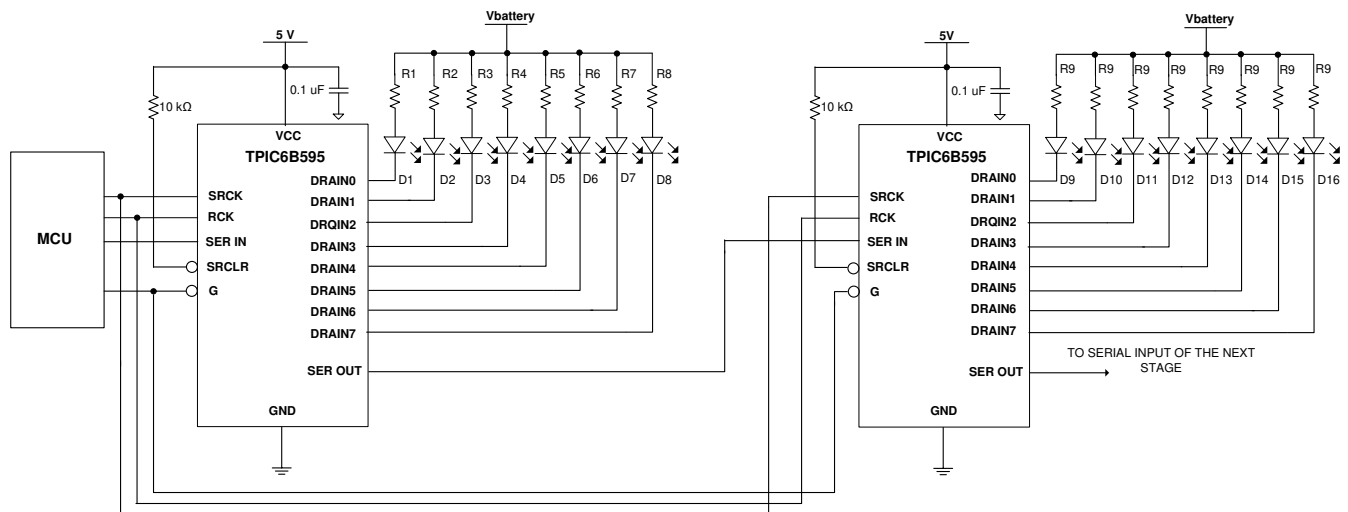 5 V
Vbattery
R1 R2 R3 R4 R5 R6 R7 R8
10 kΩ
0.1 uF
VCC
TPIC6B595
MCU
SRCK
RCK
SER IN
SRCLR
G
DRAIN0
DRAIN1
DRQIN2
DRAIN3
DRAIN4
DRAIN5
DRAIN6
DRAIN7
SER OUT
GND
D1 D2 D3 D4 D5 D6 D7 D8
5V
Vbattery
R9 R9 R9 R9 R9 R9 R9 R9
10 kΩ
0.1 uF
VCC
TPIC6B595
SRCK
RCK
SER IN
SRCLR
G
DRAIN0
DRAIN1
DRQIN2
DRAIN3
DRAIN4
DRAIN5
DRAIN6
DRAIN7
SER OUT
GND
D9 D10 D11 D12 D13 D14 D15 D16
TO SERIAL INPUT OF THE NEXT
STAGE